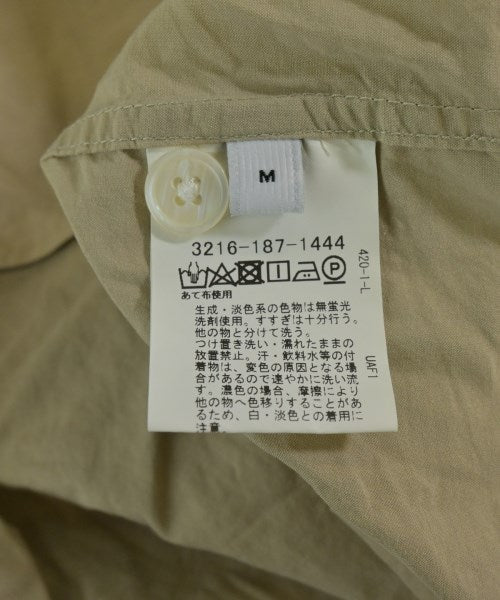 M
3216-187-1444
P
あて布使用
生成・淡色系の色物は無蛍光
洗剤使用。すすぎは十分行う。
他の物と分けて洗う。
つけ置き洗い・濡れたままの
放置禁止。汗・飲料水等の付
着物は、変色の原因となる場
合があるので速やかに洗い流
す。濃色の場合、摩擦により
他の物へ色移りすることがあ
るため、白・淡色との着用に
注意。
420-1-L
UAF1